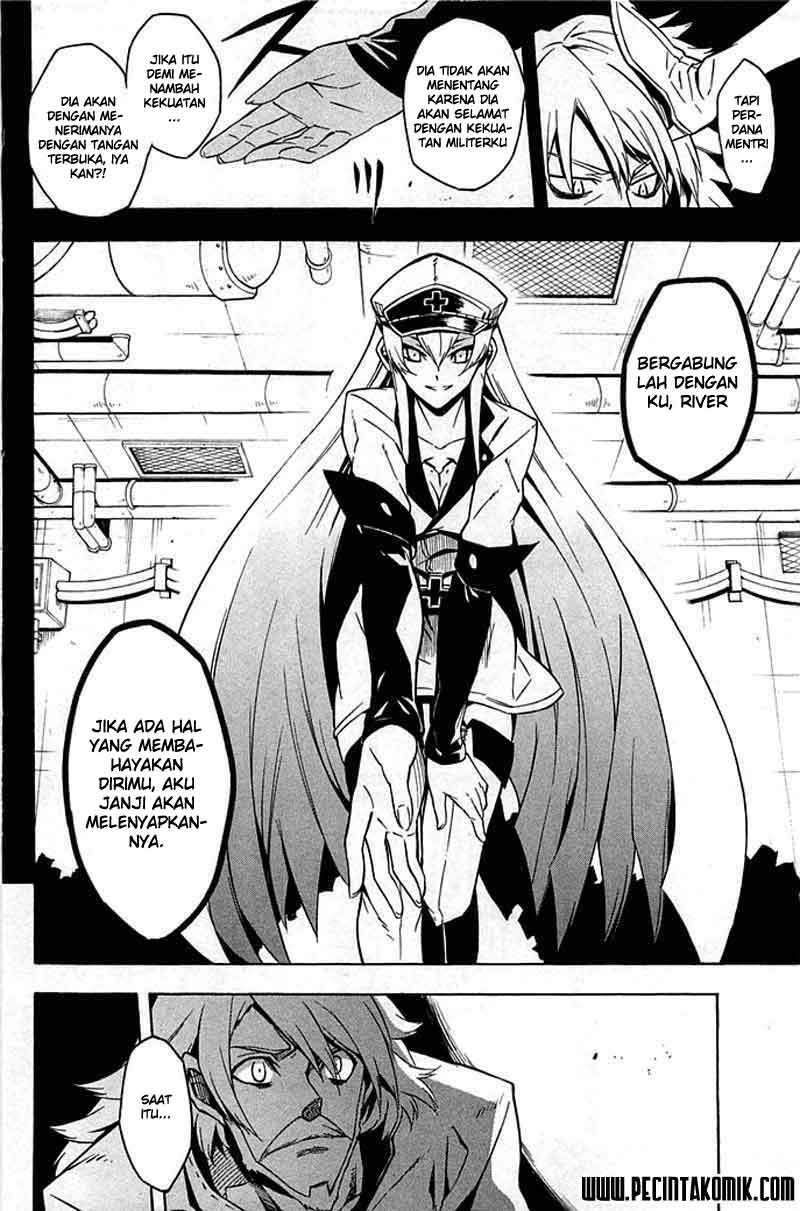 TAPI
PER-
DANA
MENTRI
...
DIA TIDAK AKAN
MENENTANG
KARENA DIA
AKAN SELAMAT
DENGAN KEKUA-
TAN MILITERKU
JIKA ITU
DEMI ME-
NAMBAH
KEKUATAN
...
DIA AKAN
DENGAN ME-
NERIMANYA
DENGAN TANGAN
TERBUKA, IYA
KAN?!
BERGABUNG
LAH DENGAN
KU, RIVER
JIKA ADA HAL
YANG MEMBA-
HAYAKAN
DIRIMU, AKU
JANJI AKAN
MELENYAPKAN-
NYA.
SAAT
ITU...
WWW.PECINTAKOMIK.COM